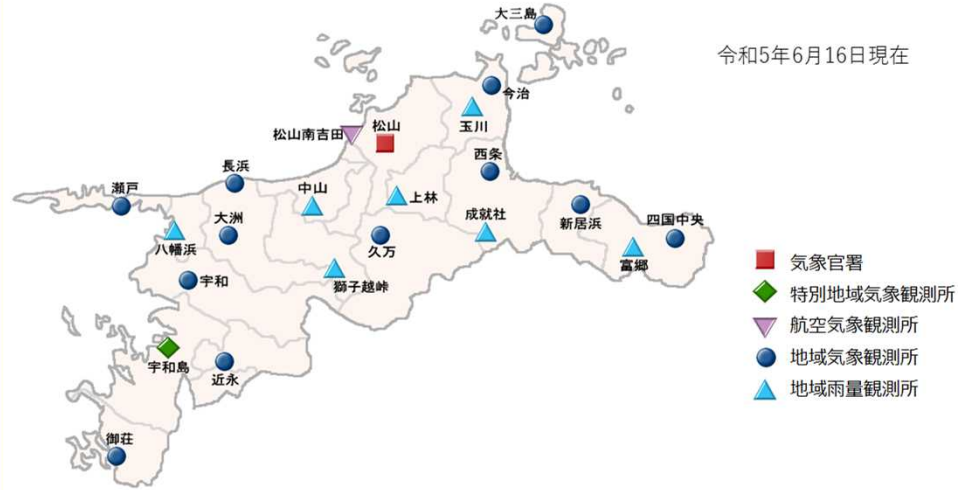 大三島
令和5年6月16日現在
今治
玉川
松山南吉田
松山
西条
長浜
瀬戸
中山
上林
大洲
成就社
新居浜
四国中央
八幡浜
久万
富郷
宇和
獅子越峠
気象官署
特別地域気象観測所
航空気象観測所
地域気象観測所
地域雨量観測所
宇和島
近永
御荘